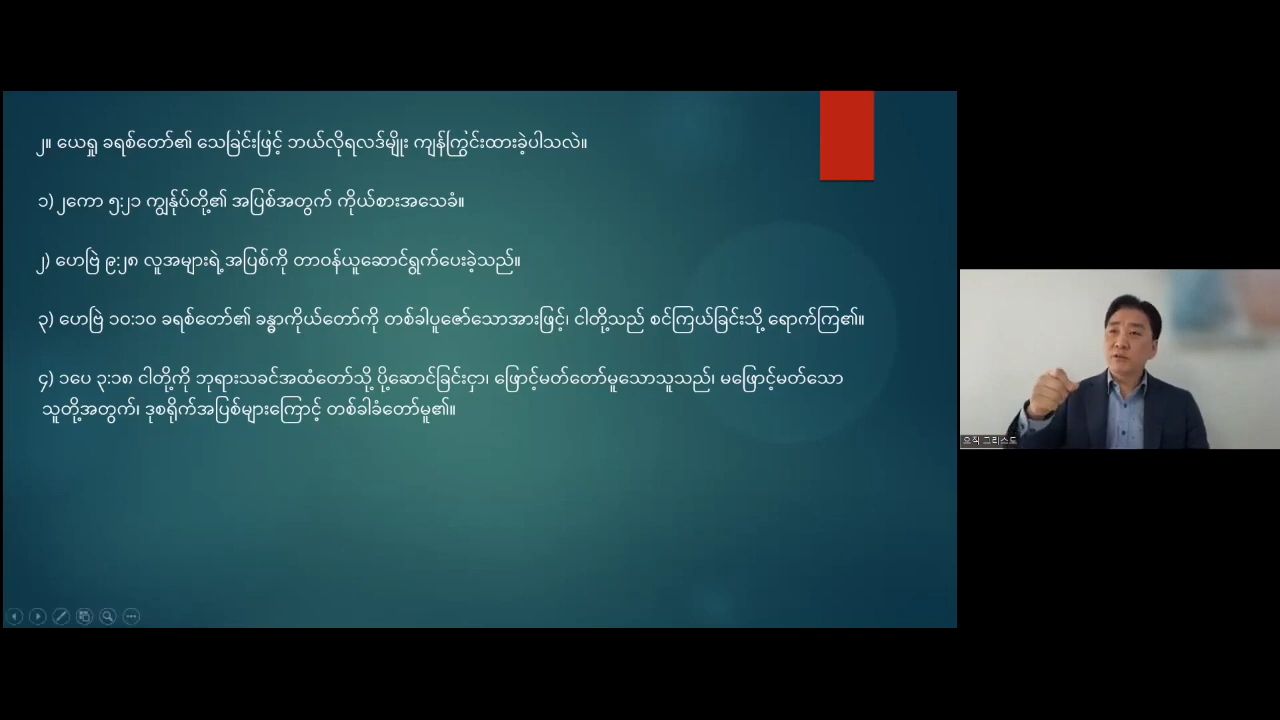 ၂။ ယေရှု ခရစ်တော်၏ သေခြင်းဖြင့် ဘယ်လိုရလဒ်မျိုး ကျန်ကြွင်းထားခဲ့ပါသလဲ။
၁) ၂ကော ၅:၂၁ ကျွန်ုပ်တို့၏ အပြစ်အတွက် ကိုယ်စားအသေခံ။
၂) ဟေဗြဲ ၉:၂၈ လူအများရဲ့အပြစ်ကို တာဝန်ယူဆောင်ရွက်ပေးခဲ့သည်။
၃) ဟေဗြဲ ၁၀:၁၀ ခရစ်တော်၏ ခန္ဓာကိုယ်တော်ကို တစ်ခါပူဇော်သောအားဖြင့်၊ ငါတို့သည် စင်ကြယ်ခြင်းသို့ ရောက်ကြ၏။
၄) ၁ပေ ၃:၁၈ ငါတို့ကို ဘုရားသခင်အထံတော်သို့ ပို့ဆောင်ခြင်းငှာ၊ ဖြောင့်မတ်တော်မူသောသူသည်၊ မဖြောင့်မတ်သော
သူတို့အတွက်၊ ဒုစရိုက်အပြစ်များကြောင့် တစ်ခါခံတော်မူ၏။
오직 그리스도